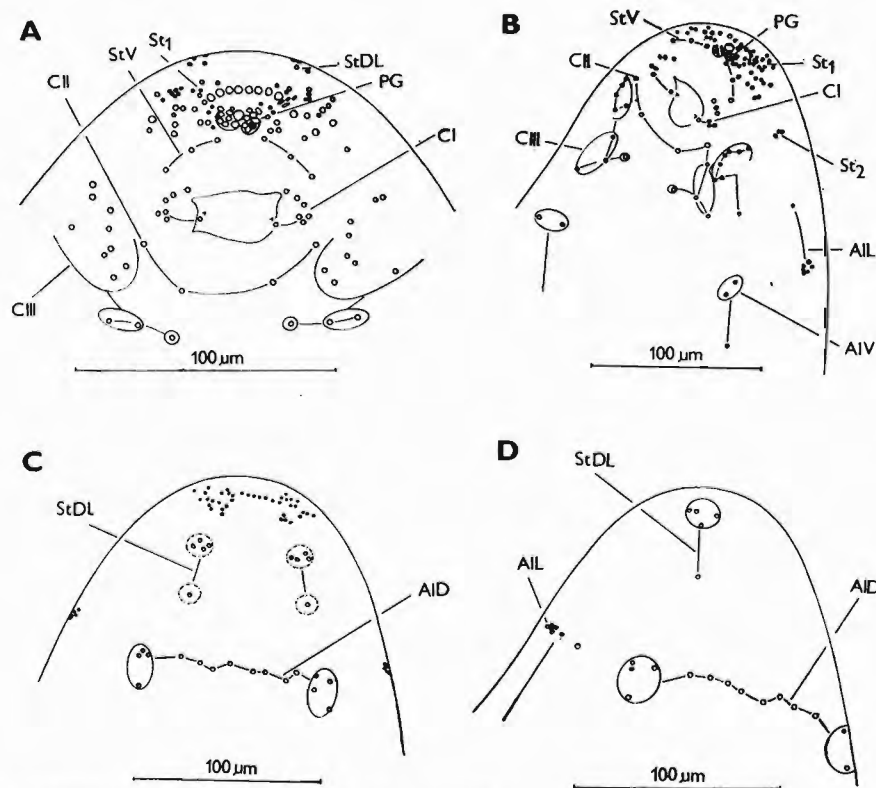 A
StV
St1
StDL
PG
CII
CI
CIII
100 µm
B
StV
PG
CII
St1
CI
CIII
St2
AIL
AIV
100 µm
C
StDL
AID
100 µm
D
StDL
AIL
AID
100 µm